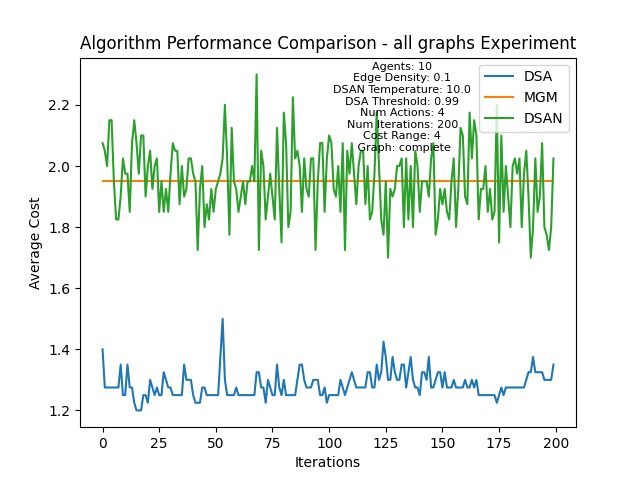 Algorithm Performance Comparison - all graphs Experiment
Agents: 10
Edge Density: 0.1
DSAN Temperature: 10.0
DSA Threshold: 0.99
Num Actions: 4
Num Iterations: 200
Cost Range: 4
Graph: complete
DSA
MGM
DSAN
Average Cost
2.2
2.0
1.8
1.6
1.4
1.2
0
25
50
75
100
125
150
175
200
Iterations